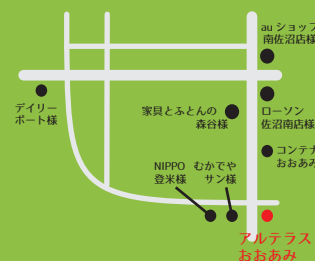 au ショップ
南佐沼店様
デイリー
ポート様
家具とふとんの
森谷様
ローソン
佐沼南店様
コンテナ
おおあみ
NIPPO
登米様
むかでや
サン様
アルテラス
おおあみ